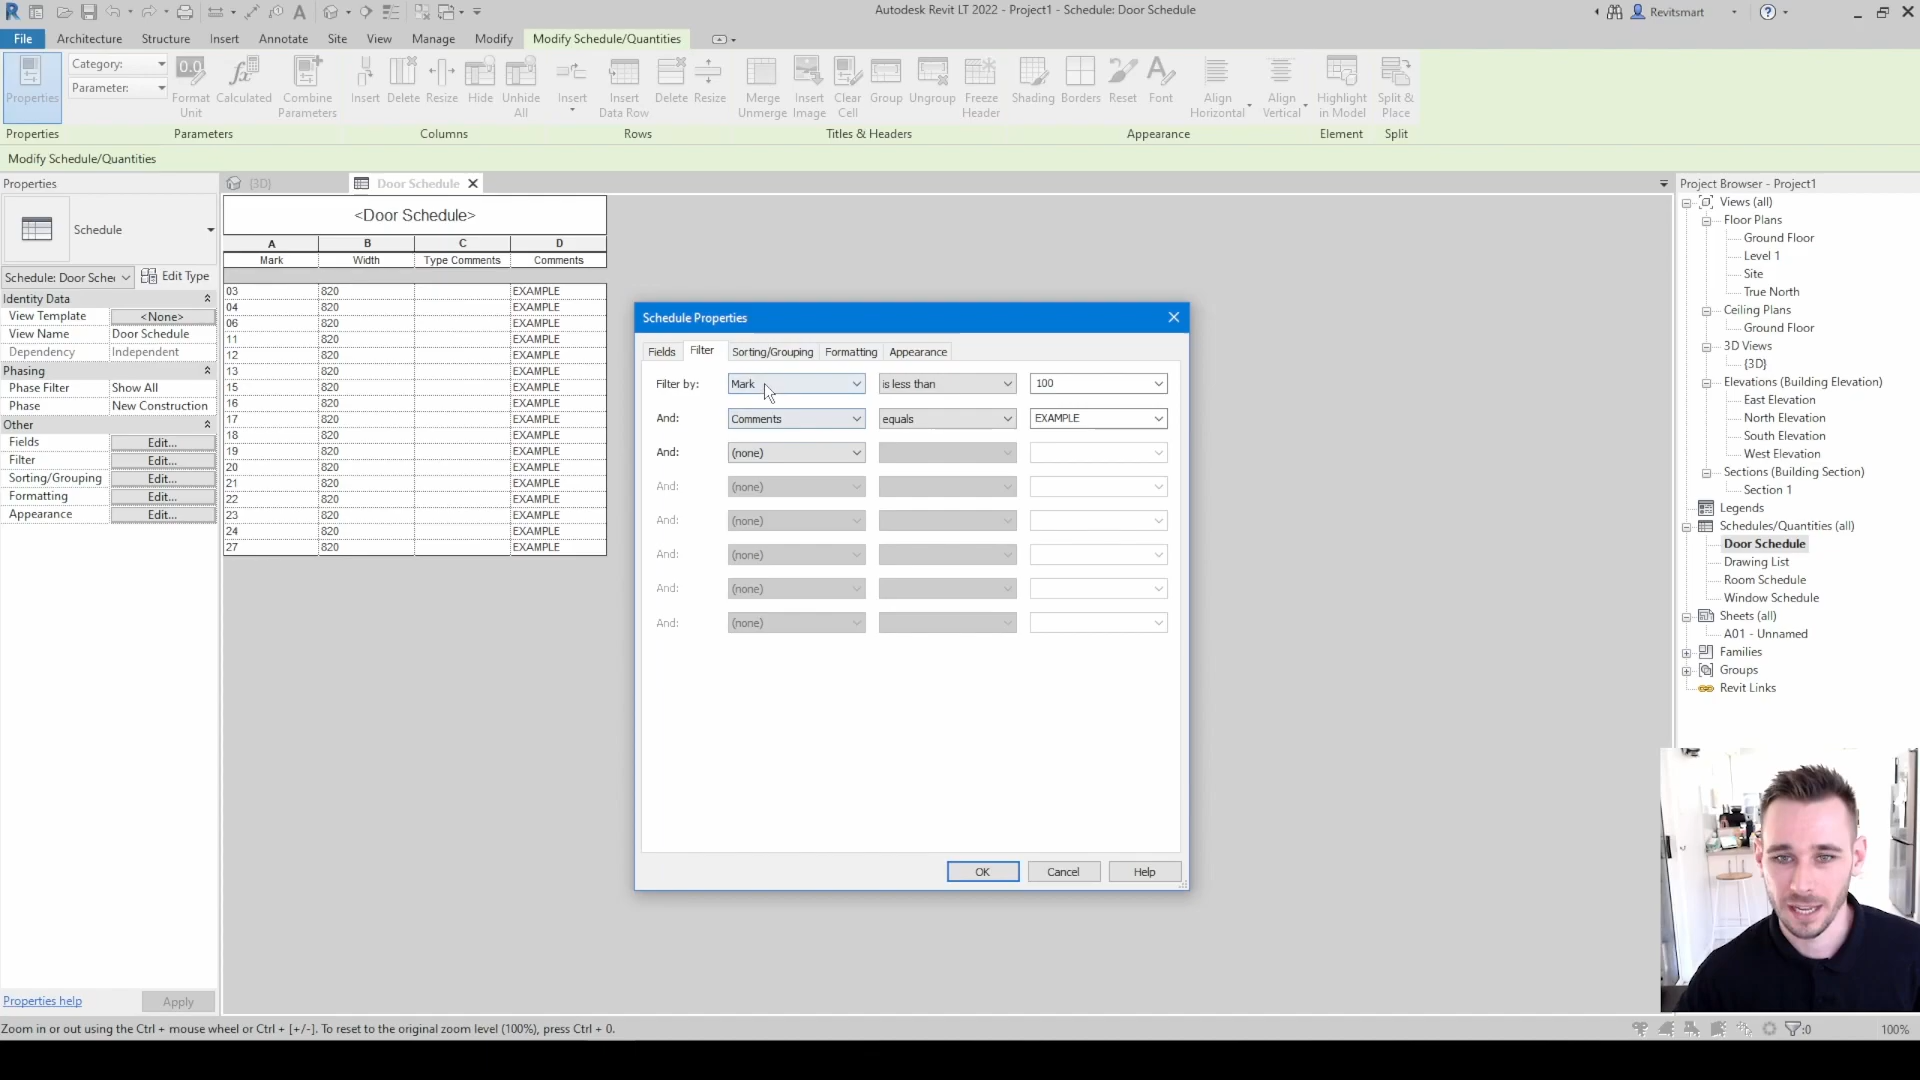 Autodesk Revit LT 2022 - Project1 - Schedule: Door Schedule
Revitsmart
File Architecture Structure Insert Annotate Site View Manage Modify Modify Schedule/Quantities
Properties
Category:
Parameter:
0.0
Format Unit
Calculated
Combine Parameters
Insert
Delete
Resize
Hide
Unhide All
Insert
Insert Data Row
Delete
Resize
Merge Unmerge
Insert Image
Clear Cell
Group
Ungroup
Freeze Header
Shading
Borders
Reset
Font
Align Horizontal
Align Vertical
Highlight in Model
Split & Place
Properties Parameters Columns Rows Titles & Headers Appearance Element Split
Modify Schedule/Quantities
Properties
Schedule
Schedule: Door Schec
Edit Type
Identity Data
View Template <None>
View Name Door Schedule
Dependency Independent
Phasing
Phase Filter Show All
Phase New Construction
Other
Fields Edit...
Filter Edit...
Sorting/Grouping Edit...
Formatting Edit...
Appearance Edit...
Properties help
Apply
{3D}
Door Schedule
<Door Schedule>
A B C D
Mark Width Type Comments Comments
03 820 EXAMPLE
04 820 EXAMPLE
06 820 EXAMPLE
11 820 EXAMPLE
12 820 EXAMPLE
13 820 EXAMPLE
15 820 EXAMPLE
16 820 EXAMPLE
17 820 EXAMPLE
18 820 EXAMPLE
19 820 EXAMPLE
20 820 EXAMPLE
21 820 EXAMPLE
22 820 EXAMPLE
23 820 EXAMPLE
24 820 EXAMPLE
27 820 EXAMPLE
Schedule Properties
Fields Filter Sorting/Grouping Formatting Appearance
Filter by: Mark is less than 100
And: Comments equals EXAMPLE
And: (none)
And: (none)
And: (none)
And: (none)
And: (none)
And: (none)
OK Cancel Help
Project Browser - Project1
Views (all)
Floor Plans
Ground Floor
Level 1
Site
True North
Ceiling Plans
Ground Floor
3D Views
{3D}
Elevations (Building Elevation)
East Elevation
North Elevation
South Elevation
West Elevation
Sections (Building Section)
Section 1
Legends
Schedules/Quantities (all)
Door Schedule
Drawing List
Room Schedule
Window Schedule
Sheets (all)
A01 - Unnamed
Families
Groups
Revit Links
Zoom in or out using the Ctrl + mouse wheel or Ctrl + [+/-]. To reset to the original zoom level (100%), press Ctrl + 0.
:0
100%